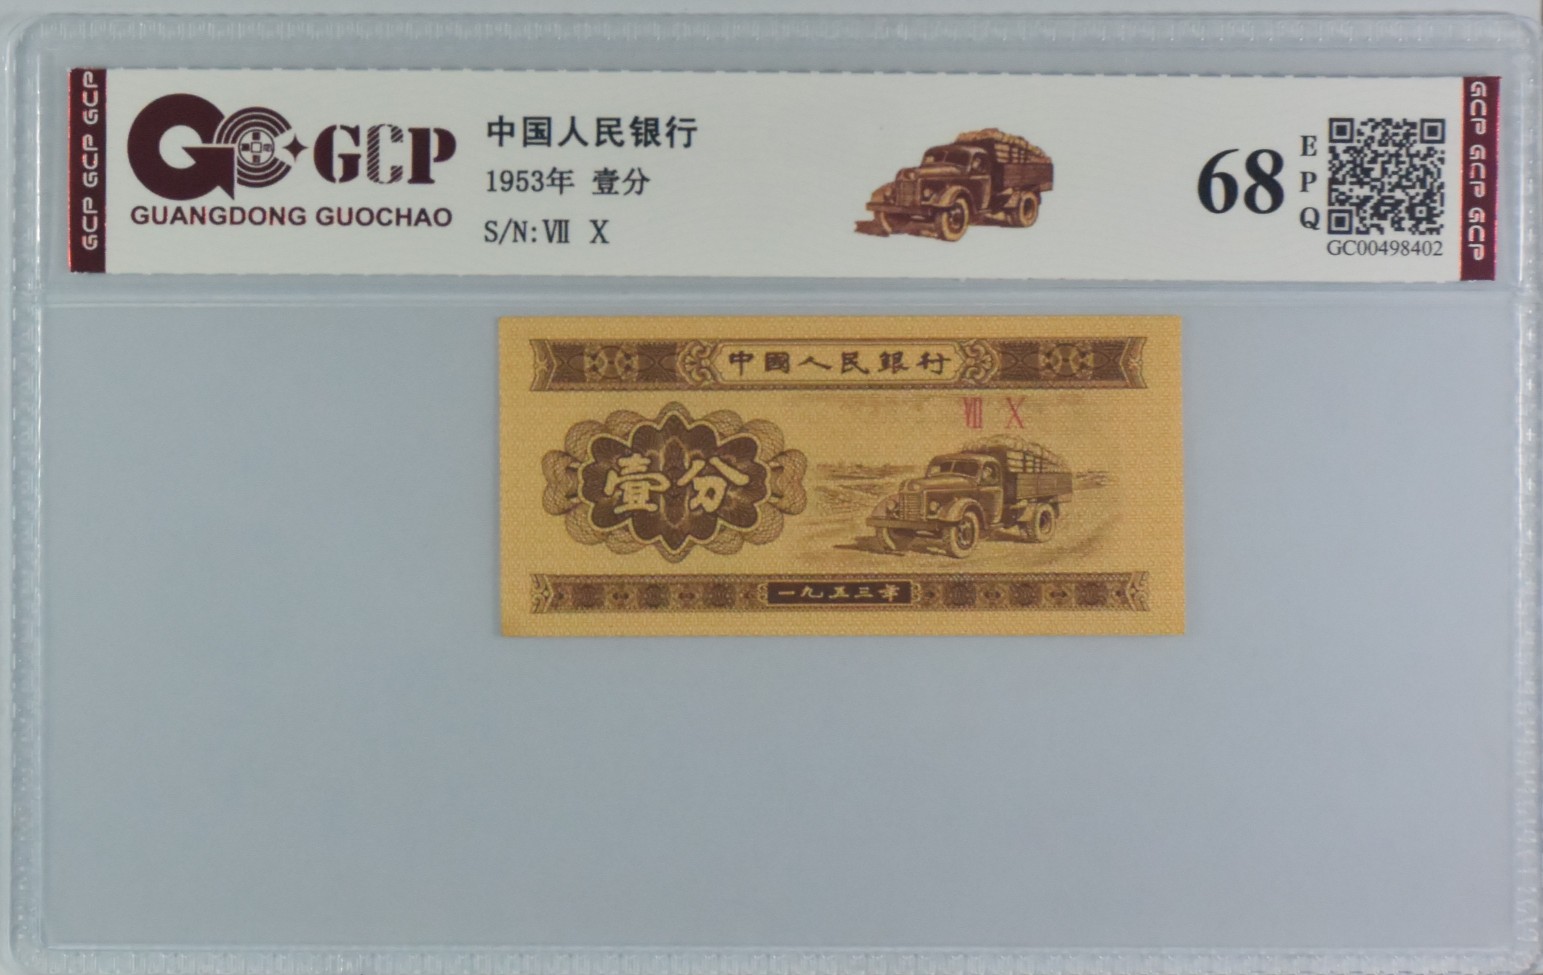 GCP GCP GCP
GCP
GUANGDONG GUOCHAO
中国人民银行
1953年 壹分
S/N:Ⅶ X
68
EPQ
GC00498402
GCP GCP GCP
中國人民銀行
Ⅶ X
壹分
一九五三年